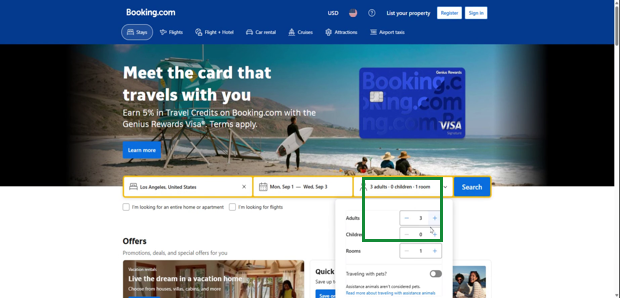 Booking.com
USD
List your property
Register
Sign in
Stays
Flights
Flight + Hotel
Car rental
Cruises
Attractions
Airport taxis
Meet the card that
travels with you
Earn 5% in Travel Credits on Booking.com with the
Genius Rewards Visa®. Terms apply.
Learn more
Genius Rewards
Booking.c
VISA
Los Angeles, United States
Mon, Sep 1 — Wed, Sep 3
3 adults · 0 children · 1 room
Search
I'm looking for an entire home or apartment
I'm looking for flights
Adults
3
Children
0
Rooms
1
Traveling with pets?
Assistance animals aren't considered pets.
Read more about traveling with assistance animals
Offers
Promotions, deals, and special offers for you
Vacation rentals
Live the dream in a vacation home
Choose from houses, villas, cabins, and more
Quick
Save up t